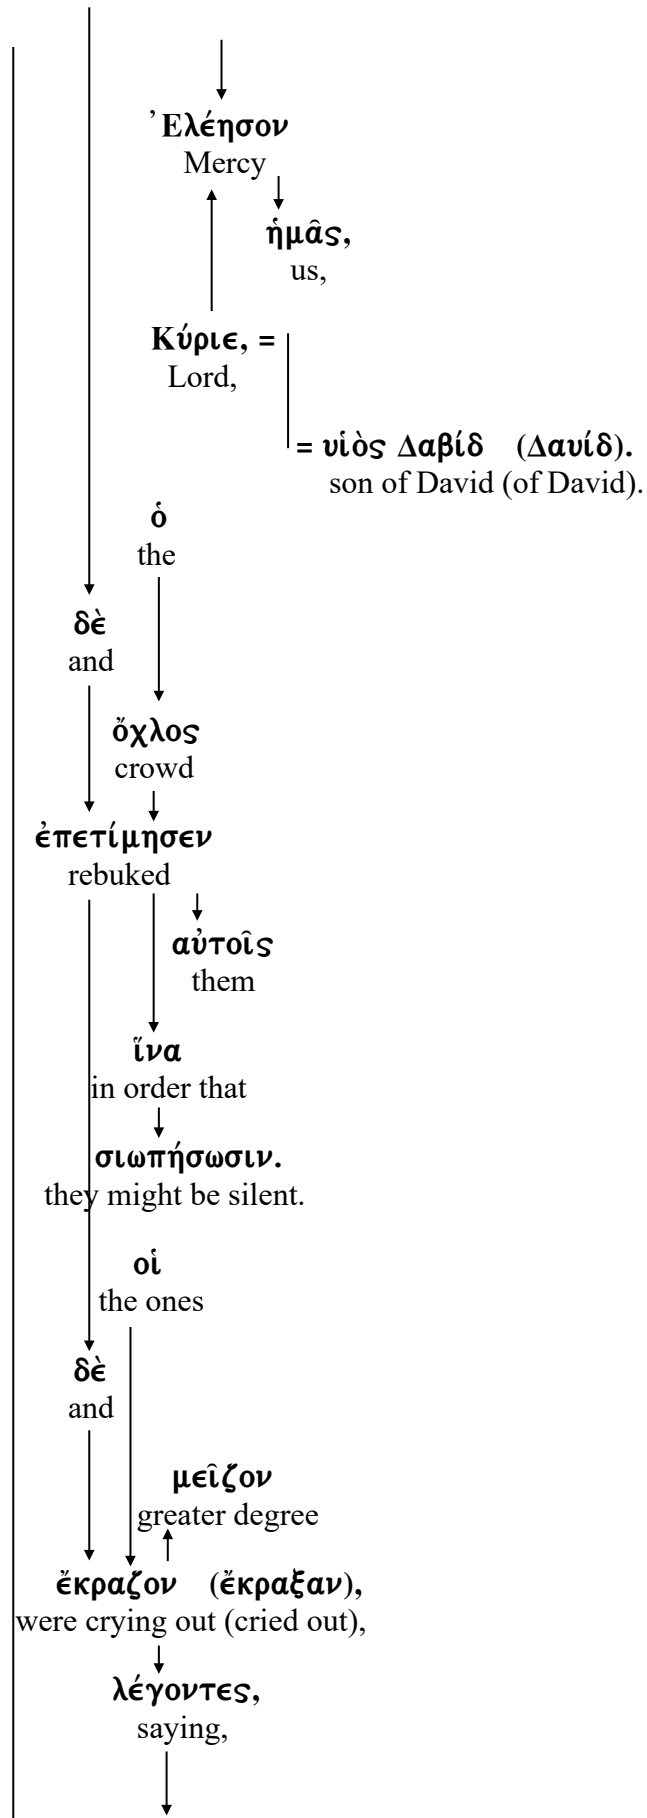 Ἐλέησον
Mercy
ἡμᾶς,
us,
Κύριε, =
Lord,
= υἱὸς Δαβίδ (Δαυίδ).
son of David (of David).
ὁ
the
δὲ
and
ὄχλος
crowd
ἐπετίμησεν
rebuked
αὐτοῖς
them
ἵνα
in order that
σιωπήσωσιν.
they might be silent.
οἱ
the ones
δὲ
and
μεῖζον
greater degree
ἔκραζον (ἔκραξαν),
were crying out (cried out),
λέγοντες,
saying,